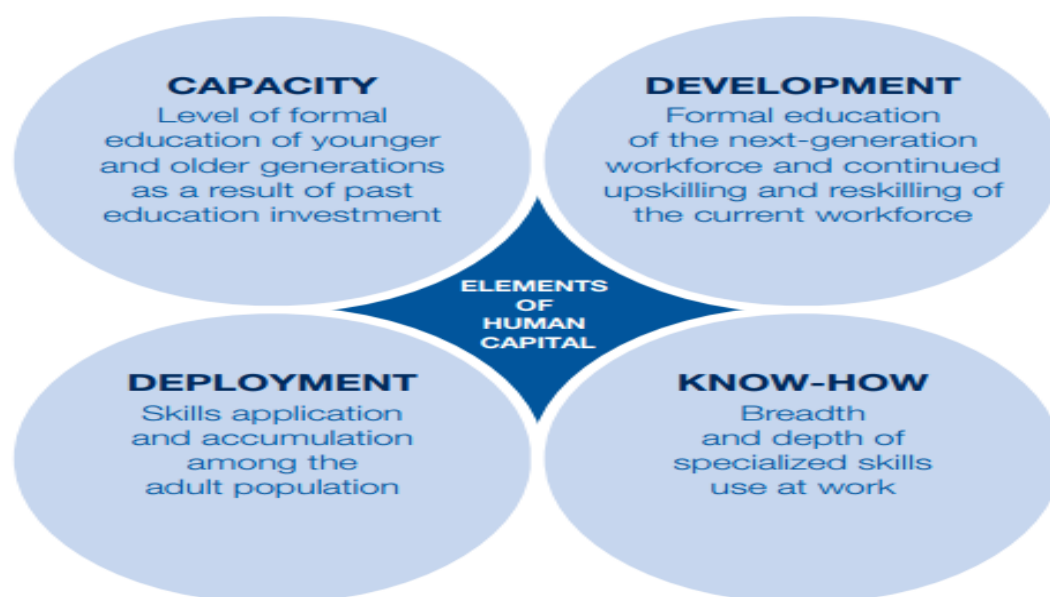 CAPACITY
Level of formal
education of younger
and older generations
as a result of past
education investment
DEVELOPMENT
Formal education
of the next-generation
workforce and continued
upskilling and reskilling of
the current workforce
ELEMENTS
OF
HUMAN
CAPITAL
DEPLOYMENT
Skills application
and accumulation
among the
adult population
KNOW-HOW
Breadth
and depth of
specialized skills
use at work